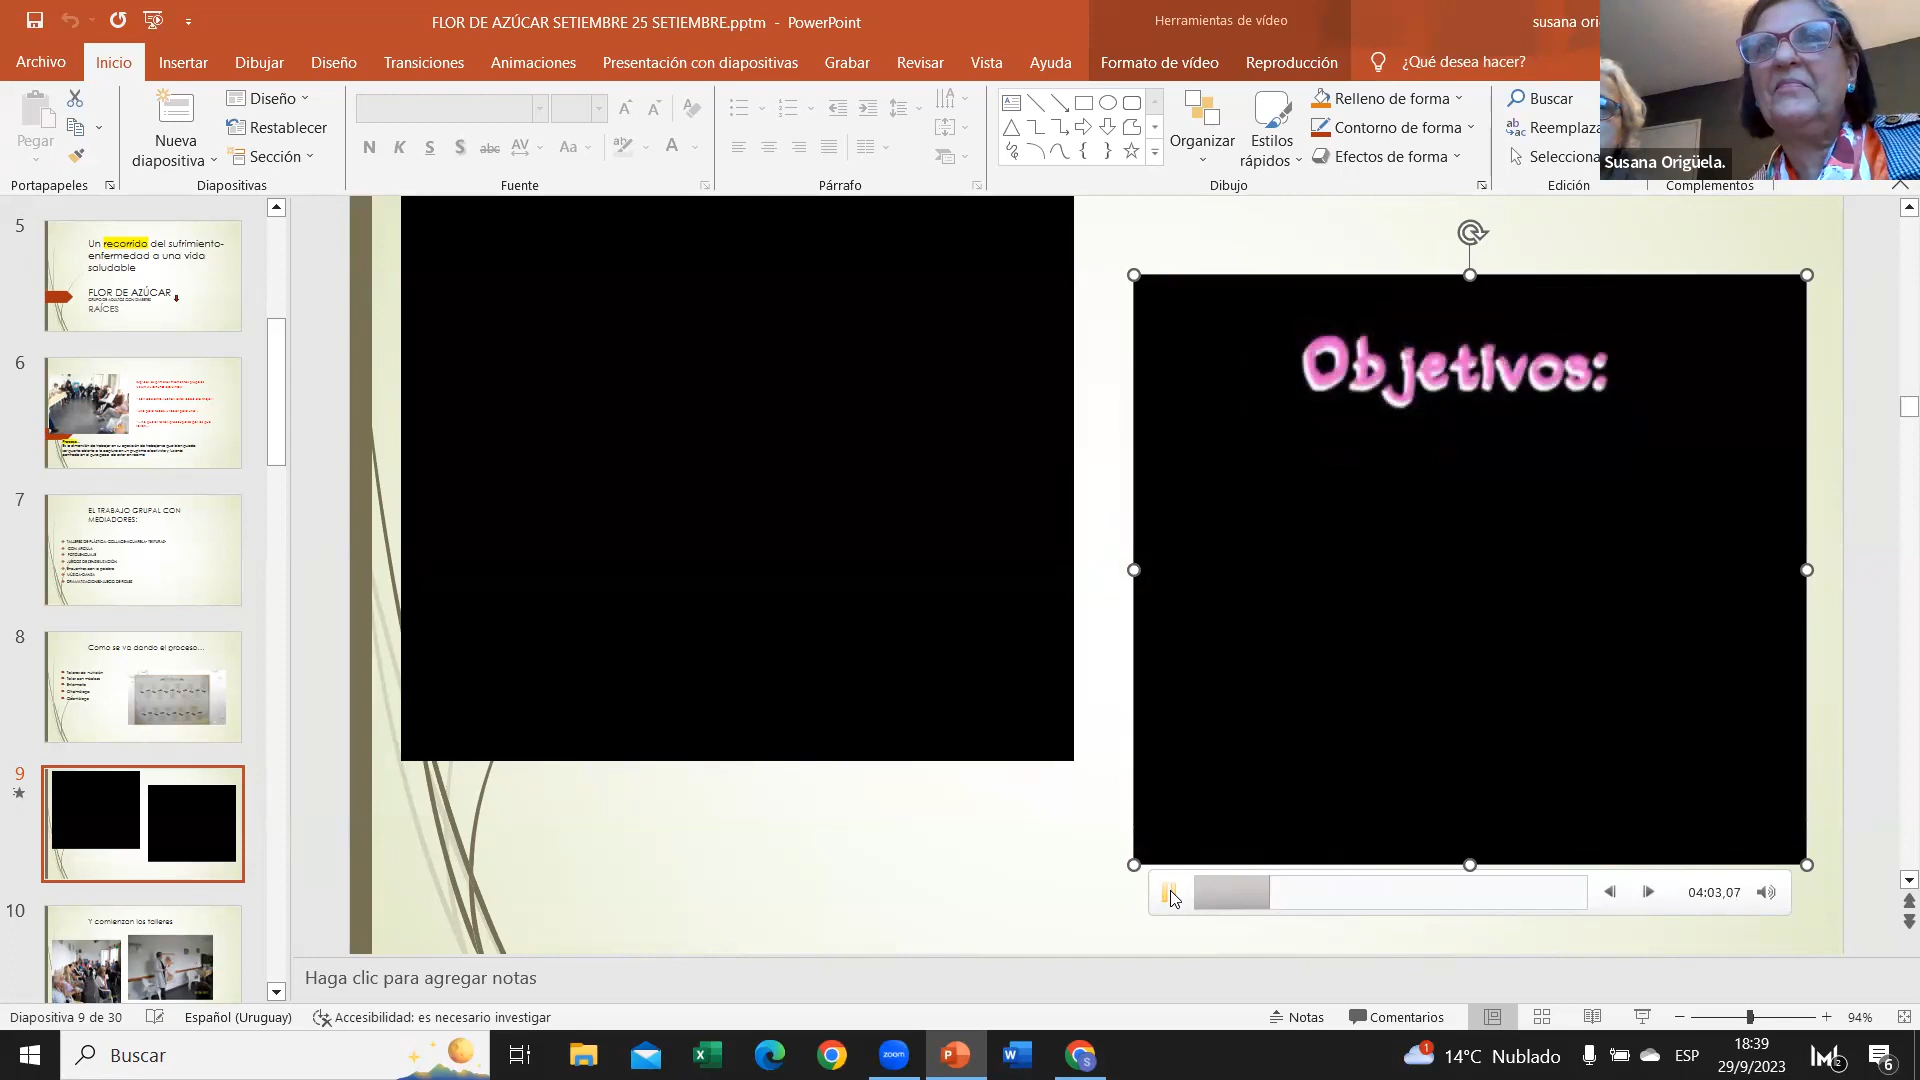 FLOR DE AZÚCAR SETIEMBRE 25 SETIEMBRE.pptm - PowerPoint
Herramientas de vídeo
susana ori
Archivo Inicio Insertar Dibujar Diseño Transiciones Animaciones Presentación con diapositivas Grabar Revisar Vista Ayuda Formato de vídeo Reproducción ¿Qué desea hacer?
Pegar
Nueva diapositiva
Diseño
Restablecer
Sección
N K S S abc AV Aa A
Organizar
Estilos rápidos
Relleno de forma
Contorno de forma
Efectos de forma
Buscar
Reemplaza
Selecciona
Susana Origüela.
Portapapeles Diapositivas Fuente Párrafo Dibujo Edición Complementos
5
Un recorrido del sufrimiento-
enfermedad a una vida
saludable
FLOR DE AZÚCAR
RAÍCES
6
7
EL TRABAJO GRUPAL CON
MEDIADORES:
8
Como se va dando el proceso...
9
10
Y comienzan los talleres
Objetivos:
04:03,07
Haga clic para agregar notas
Diapositiva 9 de 30 Español (Uruguay) Accesibilidad: es necesario investigar Notas Comentarios 94%
Buscar
zoom
14°C Nublado ESP
18:39
29/9/2023
6